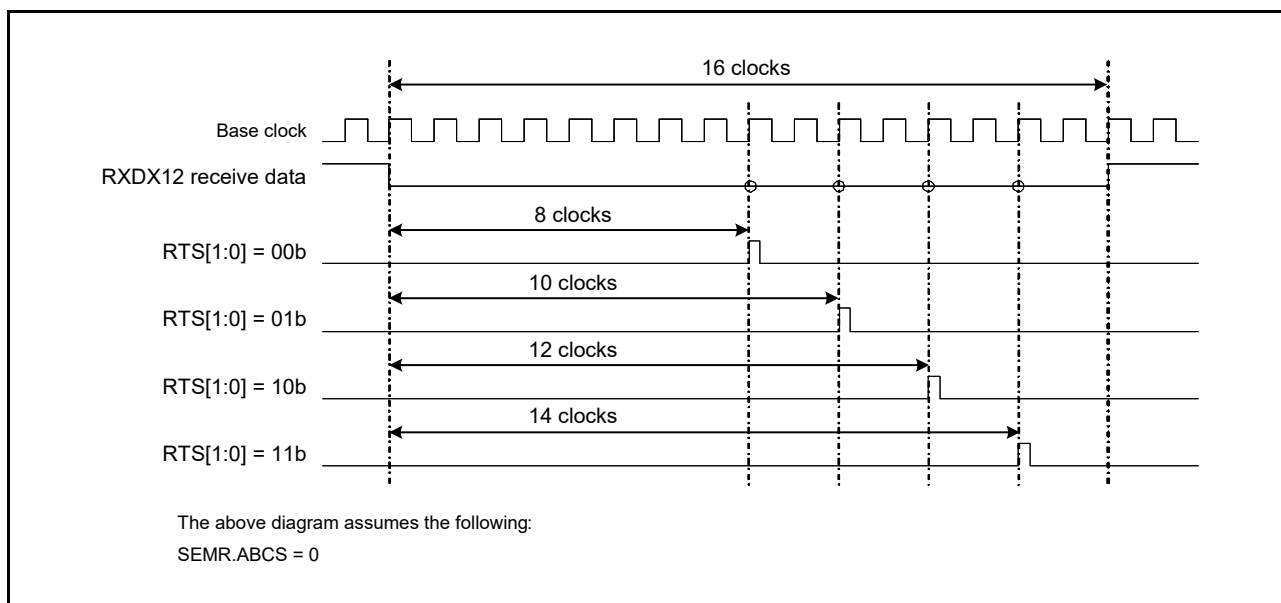 16 clocks
Base clock
RXDX12 receive data
8 clocks
RTS[1:0] = 00b
10 clocks
RTS[1:0] = 01b
12 clocks
RTS[1:0] = 10b
14 clocks
RTS[1:0] = 11b
The above diagram assumes the following:
SEMR.ABCS = 0